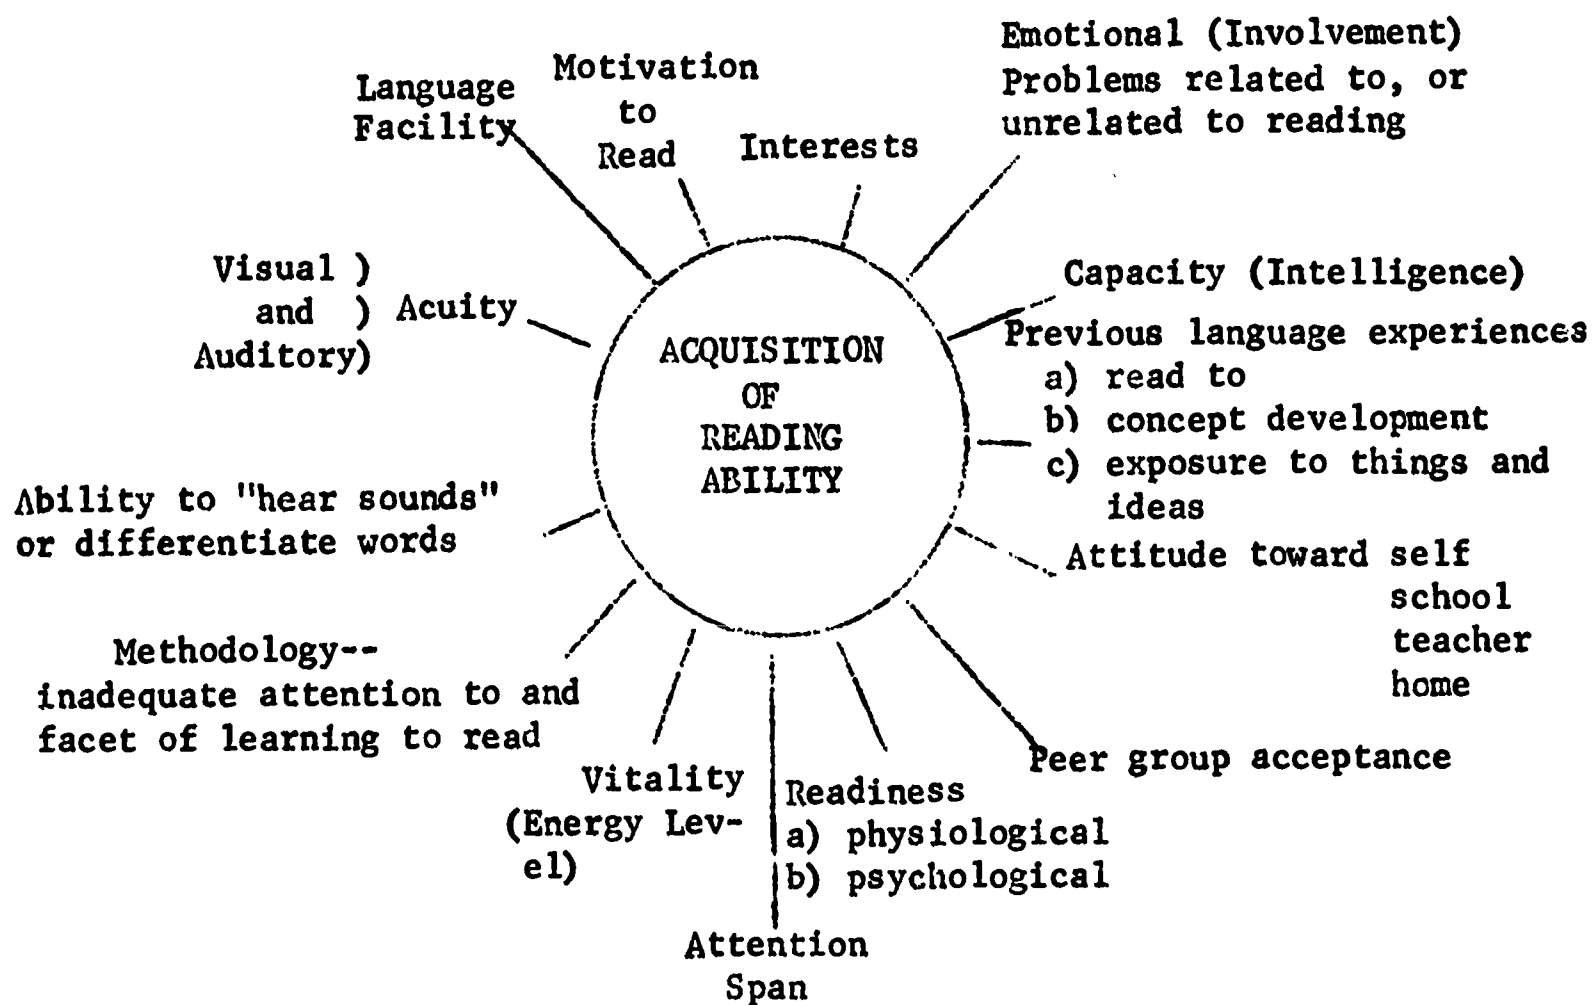 Language
Facility
Motivation
to
Read
Interests
Emotional (Involvement)
Problems related to, or
unrelated to reading
Capacity (Intelligence)
Previous language experiences
a) read to
b) concept development
c) exposure to things and
ideas
Attitude toward self
school
teacher
home
Peer group acceptance
Readiness
a) physiological
b) psychological
Attention
Span
Vitality
(Energy Lev-
el)
Methodology--
inadequate attention to and
facet of learning to read
Ability to "hear sounds"
or differentiate words
Visual )
and ) Acuity
Auditory)
ACQUISITION
OF
READING
ABILITY